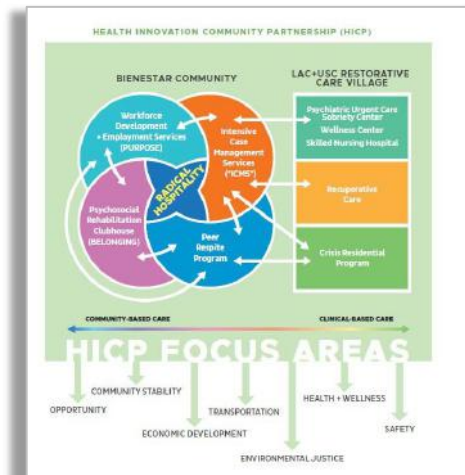 HEALTH INNOVATION COMMUNITY PARTNERSHIP (HICP)
BIENESTAR COMMUNITY
LAC+USC RESTORATIVE
CARE VILLAGE
Workforce
Development
+ Employment Services
(PURPOSE)
Intensive
Case
Management
Services
("ICMS")
RADICAL
HOSPITALITY
Psychosocial
Rehabilitation
Clubhouse
(BELONGING)
Peer
Respite
Program
Psychiatric Urgent Care
Sobriety Center
Wellness Center
Skilled Nursing Hospital
Recuperative
Care
Crisis Residential
Program
COMMUNITY-BASED CARE
CLINICAL-BASED CARE
HICP FOCUS AREAS
OPPORTUNITY
COMMUNITY STABILITY
ECONOMIC DEVELOPMENT
TRANSPORTATION
ENVIRONMENTAL JUSTICE
HEALTH + WELLNESS
SAFETY